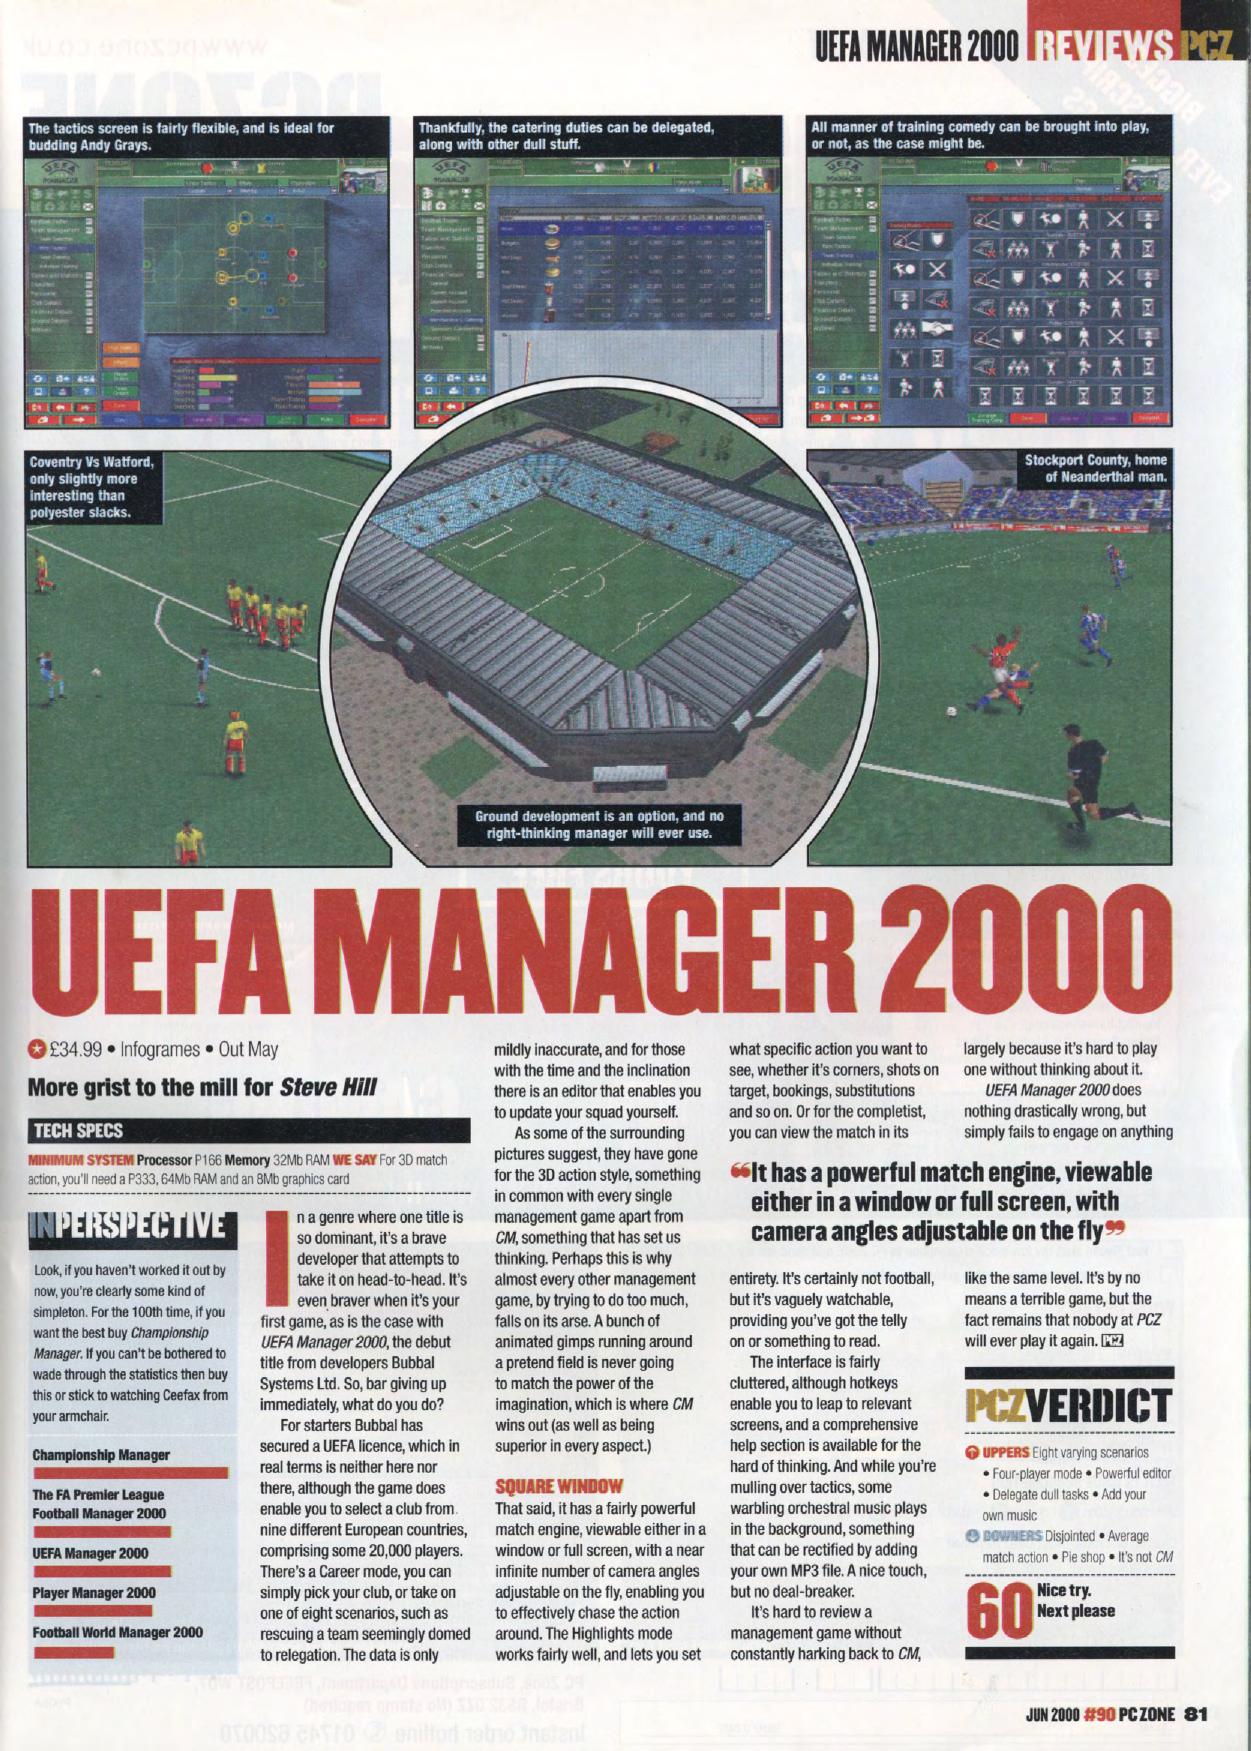 UEFA MANAGER 2000 REVIEWS PCZ
The tactics screen is fairly flexible, and is ideal for
budding Andy Grays.
Thankfully, the catering duties can be delegated,
along with other dull stuff.
All manner of training comedy can be brought into play,
or not, as the case might be.
Coventry Vs Watford,
only slightly more
interesting than
polyester slacks.
Stockport County, home
of Neanderthal man.
Ground development is an option, and no
right-thinking manager will ever use.
UEFA MANAGER 2000
£34.99 • Infogrames • Out May
More grist to the mill for Steve Hill
TECH SPECS
MINIMUM SYSTEM Processor P166 Memory 32Mb RAM WE SAY For 3D match
action, you'll need a P333, 64Mb RAM and an 8Mb graphics card
INPERSPECTIVE
Look, if you haven't worked it out by
now, you're clearly some kind of
simpleton. For the 100th time, if you
want the best buy Championship
Manager. If you can't be bothered to
wade through the statistics then buy
this or stick to watching Ceefax from
your armchair.
Championship Manager
The FA Premier League
Football Manager 2000
UEFA Manager 2000
Player Manager 2000
Football World Manager 2000
In a genre where one title is
so dominant, it's a brave
developer that attempts to
take it on head-to-head. It's
even braver when it's your
first game, as is the case with
UEFA Manager 2000, the debut
title from developers Bubbal
Systems Ltd. So, bar giving up
immediately, what do you do?
For starters Bubbal has
secured a UEFA licence, which in
real terms is neither here nor
there, although the game does
enable you to select a club from
nine different European countries,
comprising some 20,000 players.
There's a Career mode, you can
simply pick your club, or take on
one of eight scenarios, such as
rescuing a team seemingly domed
to relegation. The data is only
mildly inaccurate, and for those
with the time and the inclination
there is an editor that enables you
to update your squad yourself.
As some of the surrounding
pictures suggest, they have gone
for the 3D action style, something
in common with every single
management game apart from
CM, something that has set us
thinking. Perhaps this is why
almost every other management
game, by trying to do too much,
falls on its arse. A bunch of
animated gimps running around
a pretend field is never going
to match the power of the
imagination, which is where CM
wins out (as well as being
superior in every aspect.)
SQUARE WINDOW
That said, it has a fairly powerful
match engine, viewable either in a
window or full screen, with a near
infinite number of camera angles
adjustable on the fly, enabling you
to effectively chase the action
around. The Highlights mode
works fairly well, and lets you set
what specific action you want to
see, whether it's corners, shots on
target, bookings, substitutions
and so on. Or for the completist,
you can view the match in its
“It has a powerful match engine, viewable
either in a window or full screen, with
camera angles adjustable on the fly”
entirety. It's certainly not football,
but it's vaguely watchable,
providing you've got the telly
on or something to read.
The interface is fairly
cluttered, although hotkeys
enable you to leap to relevant
screens, and a comprehensive
help section is available for the
hard of thinking. And while you're
mulling over tactics, some
warbling orchestral music plays
in the background, something
that can be rectified by adding
your own MP3 file. A nice touch,
but no deal-breaker.
It's hard to review a
management game without
constantly harking back to CM,
largely because it's hard to play
one without thinking about it.
UEFA Manager 2000 does
nothing drastically wrong, but
simply fails to engage on anything
like the same level. It's by no
means a terrible game, but the
fact remains that nobody at PCZ
will ever play it again. PCZ
PCZVERDICT
UPPERS Eight varying scenarios
• Four-player mode • Powerful editor
• Delegate dull tasks • Add your
own music
DOWNERS Disjointed • Average
match action • Pie shop • It's not CM
60 Nice try.
Next please
JUN 2000 #90 PC ZONE 81